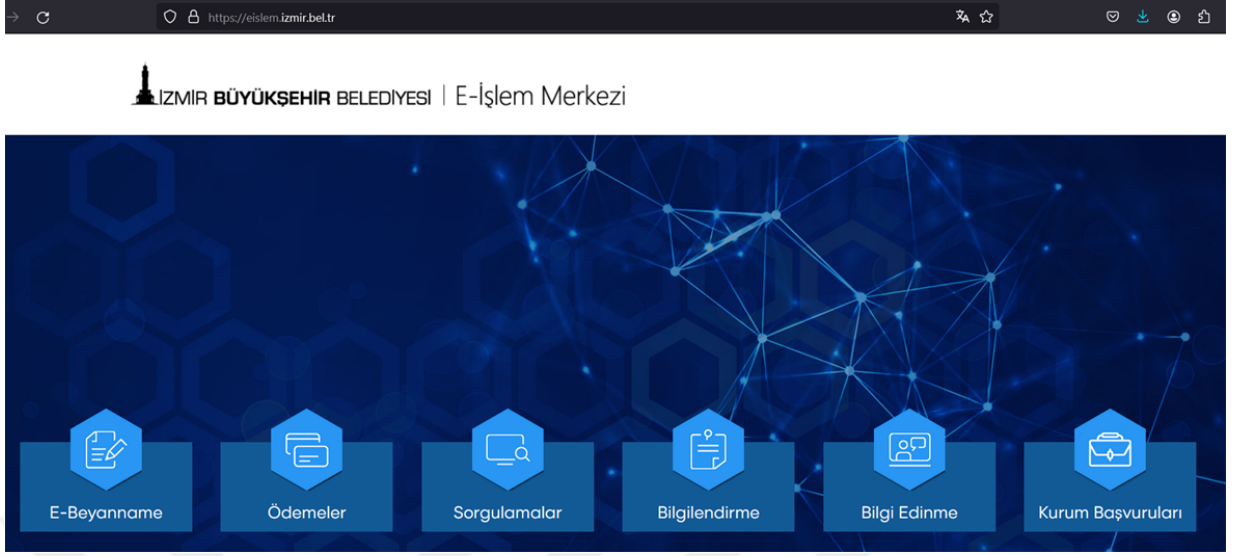 https://eislem.izmir.bel.tr
İZMİR BÜYÜKŞEHİR BELEDİYESİ | E-İşlem Merkezi
E-Beyanname
Ödemeler
Sorgulamalar
Bilgilendirme
Bilgi Edinme
Kurum Başvuruları